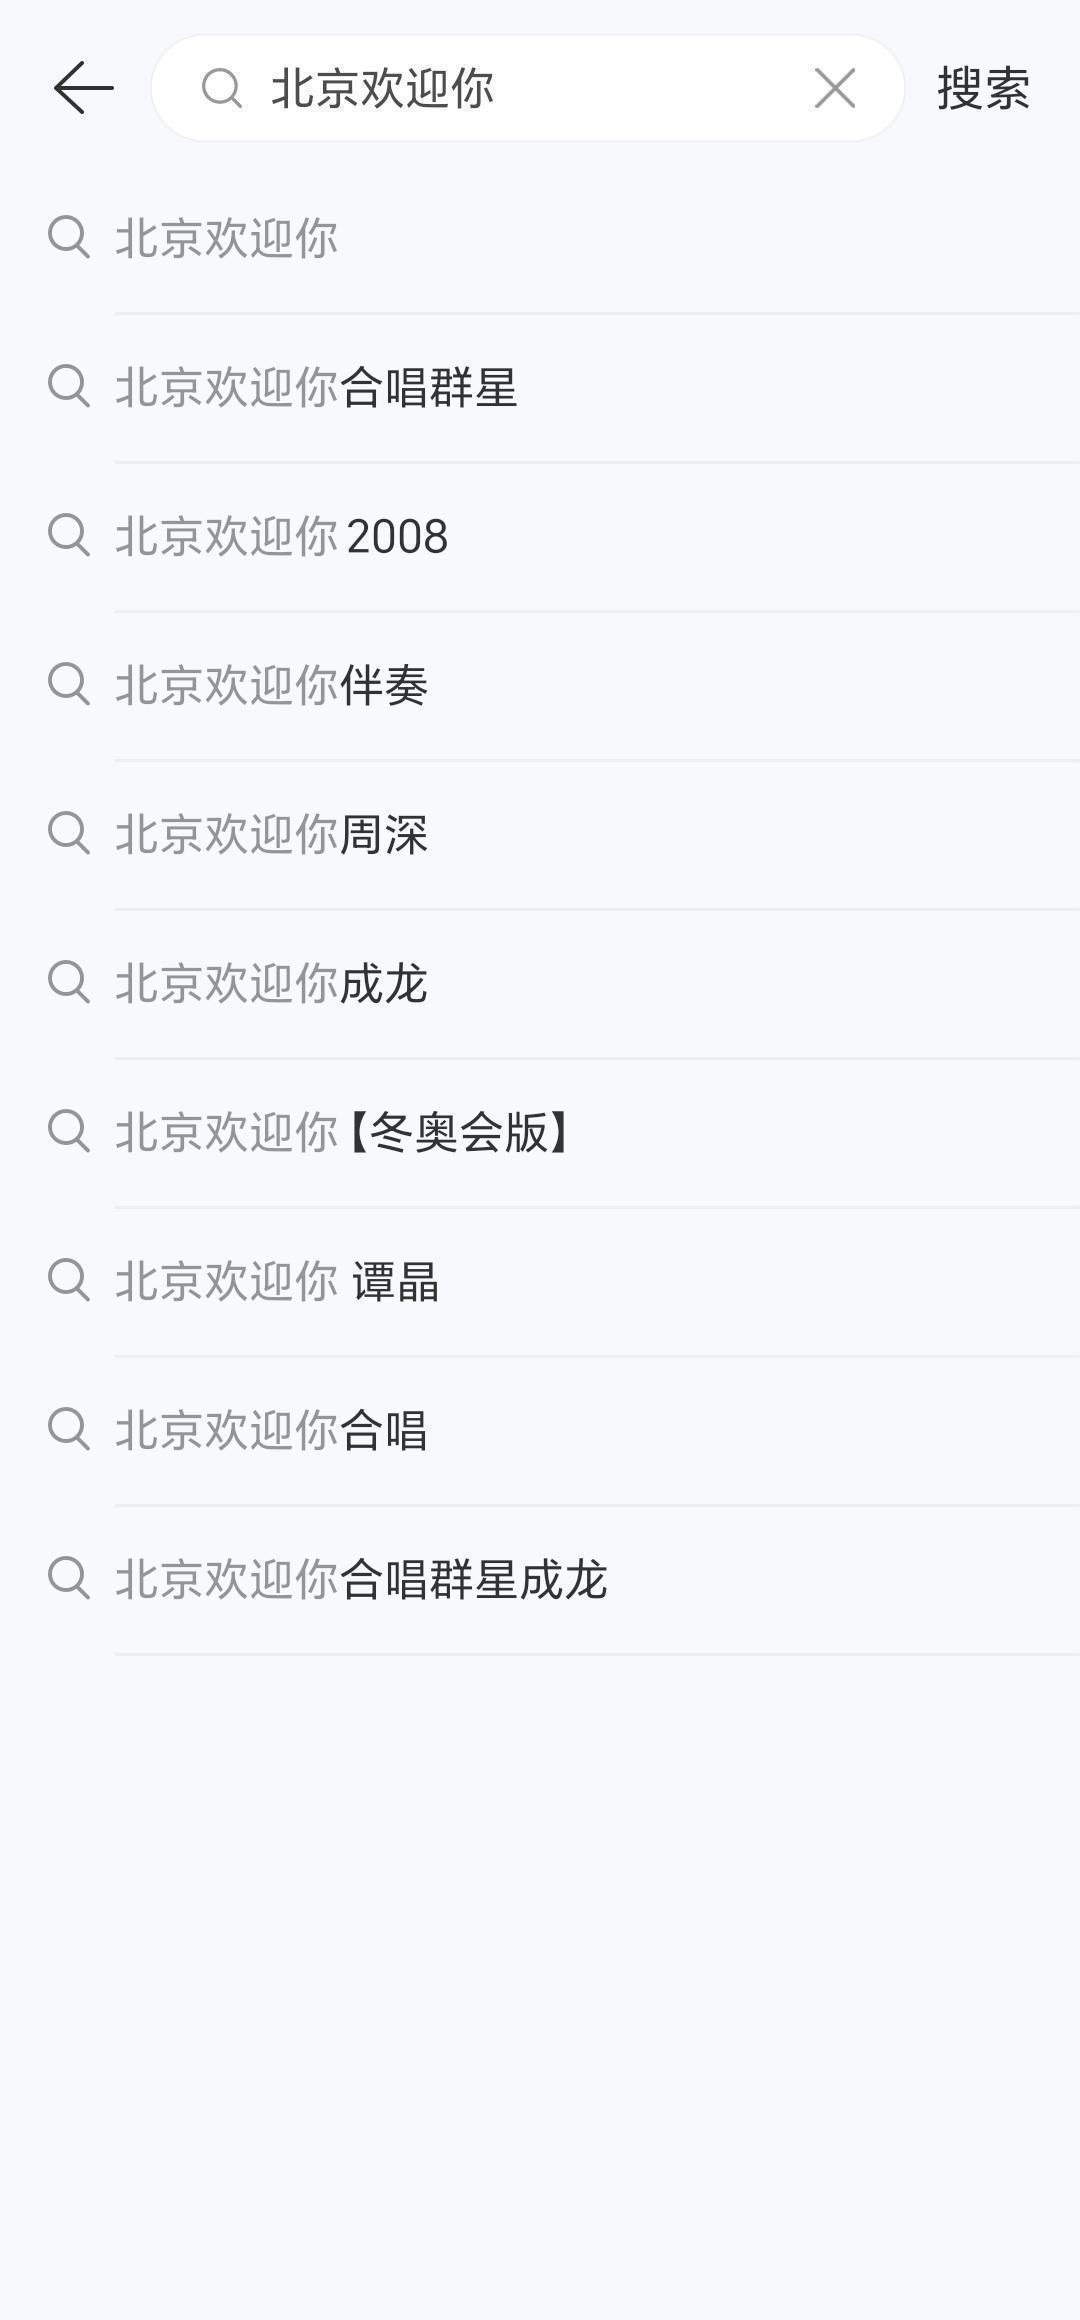 北京欢迎你 搜索
北京欢迎你
北京欢迎你合唱群星
北京欢迎你 2008
北京欢迎你伴奏
北京欢迎你周深
北京欢迎你成龙
北京欢迎你【冬奥会版】
北京欢迎你 谭晶
北京欢迎你合唱
北京欢迎你合唱群星成龙